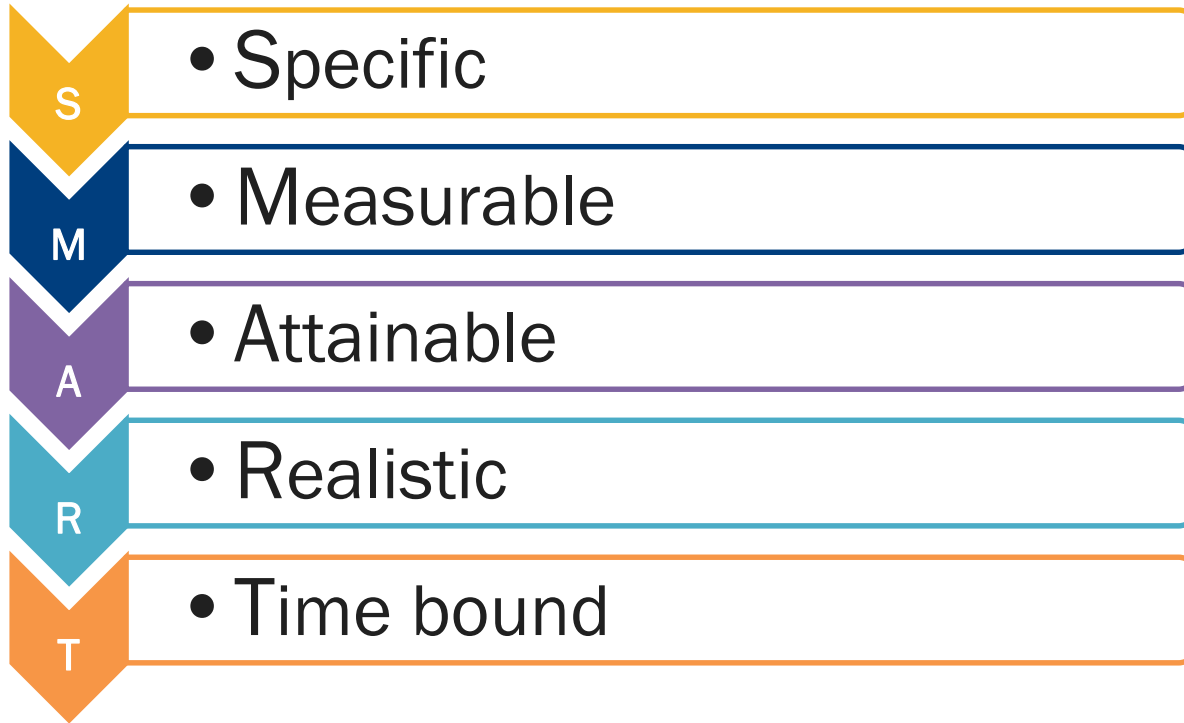 S
• Specific
M
• Measurable
A
• Attainable
R
• Realistic
T
• Time bound